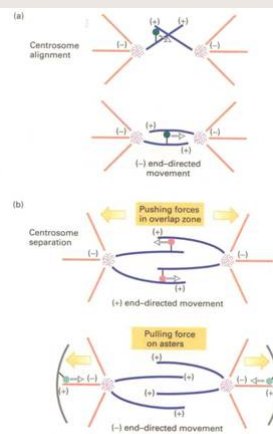 (a)
(+) (+)
Centrosome
alignment
(–) (–)
(+)
(–) (–)
(+)
(–) end–directed
movement
(b)
Pushing forces
in overlap zone
Centrosome
separation
(+)
(–) (–)
(+)
(+) end–directed movement
Pulling force
on asters
(+)
(–) (+) (–)
(+) (+) (+)
(+)
(–) end–directed movement